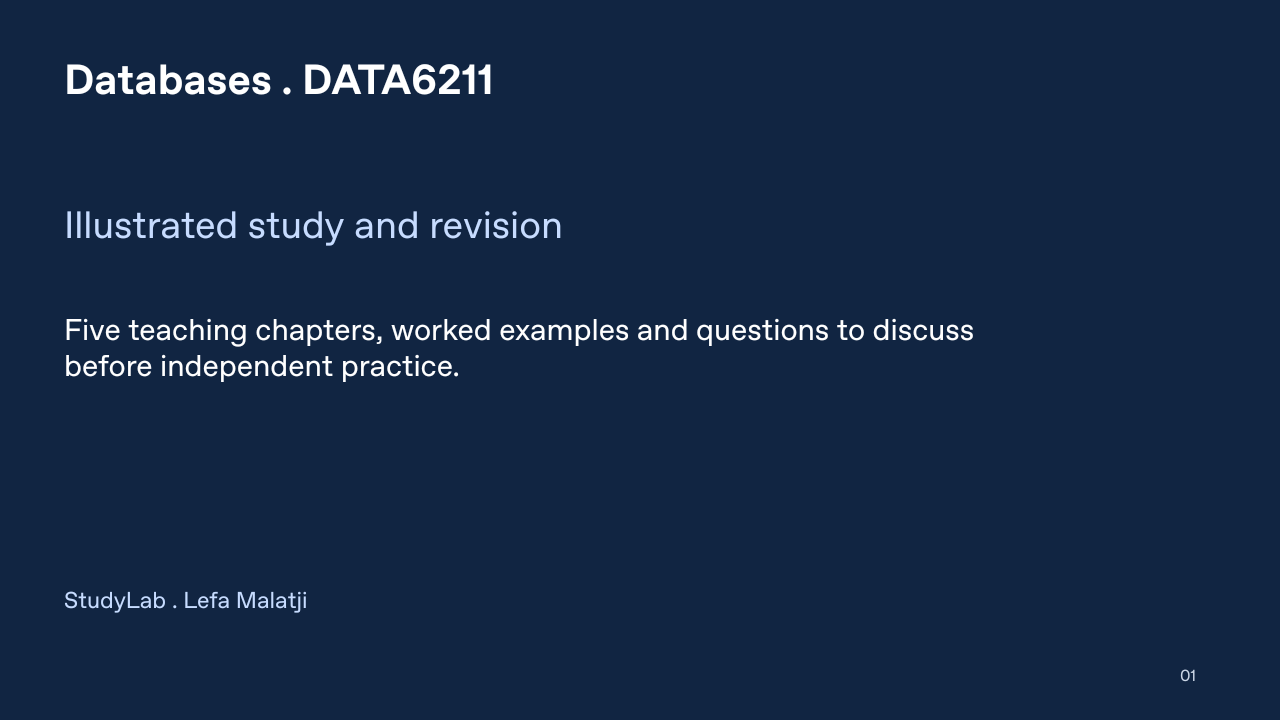 Databases . DATA6211
Illustrated study and revision
Five teaching chapters, worked examples and questions to discuss
before independent practice.
StudyLab . Lefa Malatji
01